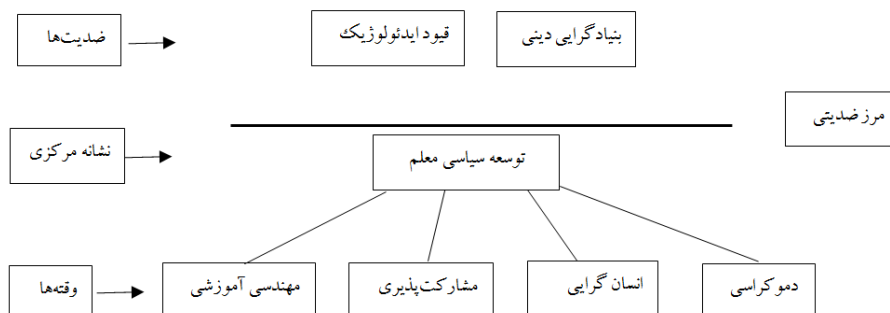 ضدیت‌ها
قیود ایدئولوژیک
بنیادگرایی دینی
مرز ضدیتی
نشانه مرکزی
توسعه سیاسی معلم
وقته‌ها
مهندسی آموزشی
مشارکت‌پذیری
انسان گرایی
دموکراسی